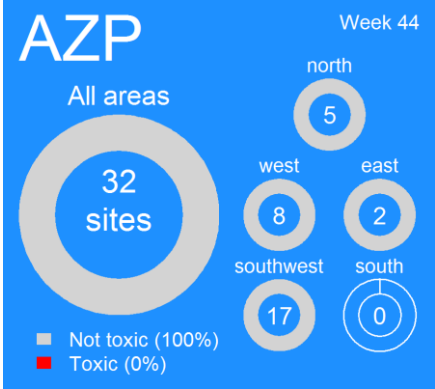 AZP
Week 44
All areas
32
sites
north
5
west
8
east
2
southwest
17
south
0
Not toxic (100%)
Toxic (0%)